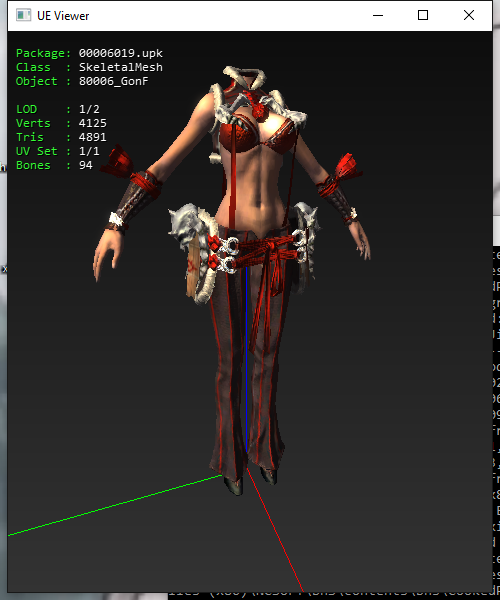 UE Viewer
Package: 00006019.upk
Class : SkeletalMesh
Object : 80006_GonF
LOD : 1/2
Verts : 4125
Tris : 4891
UV Set : 1/1
Bones : 94